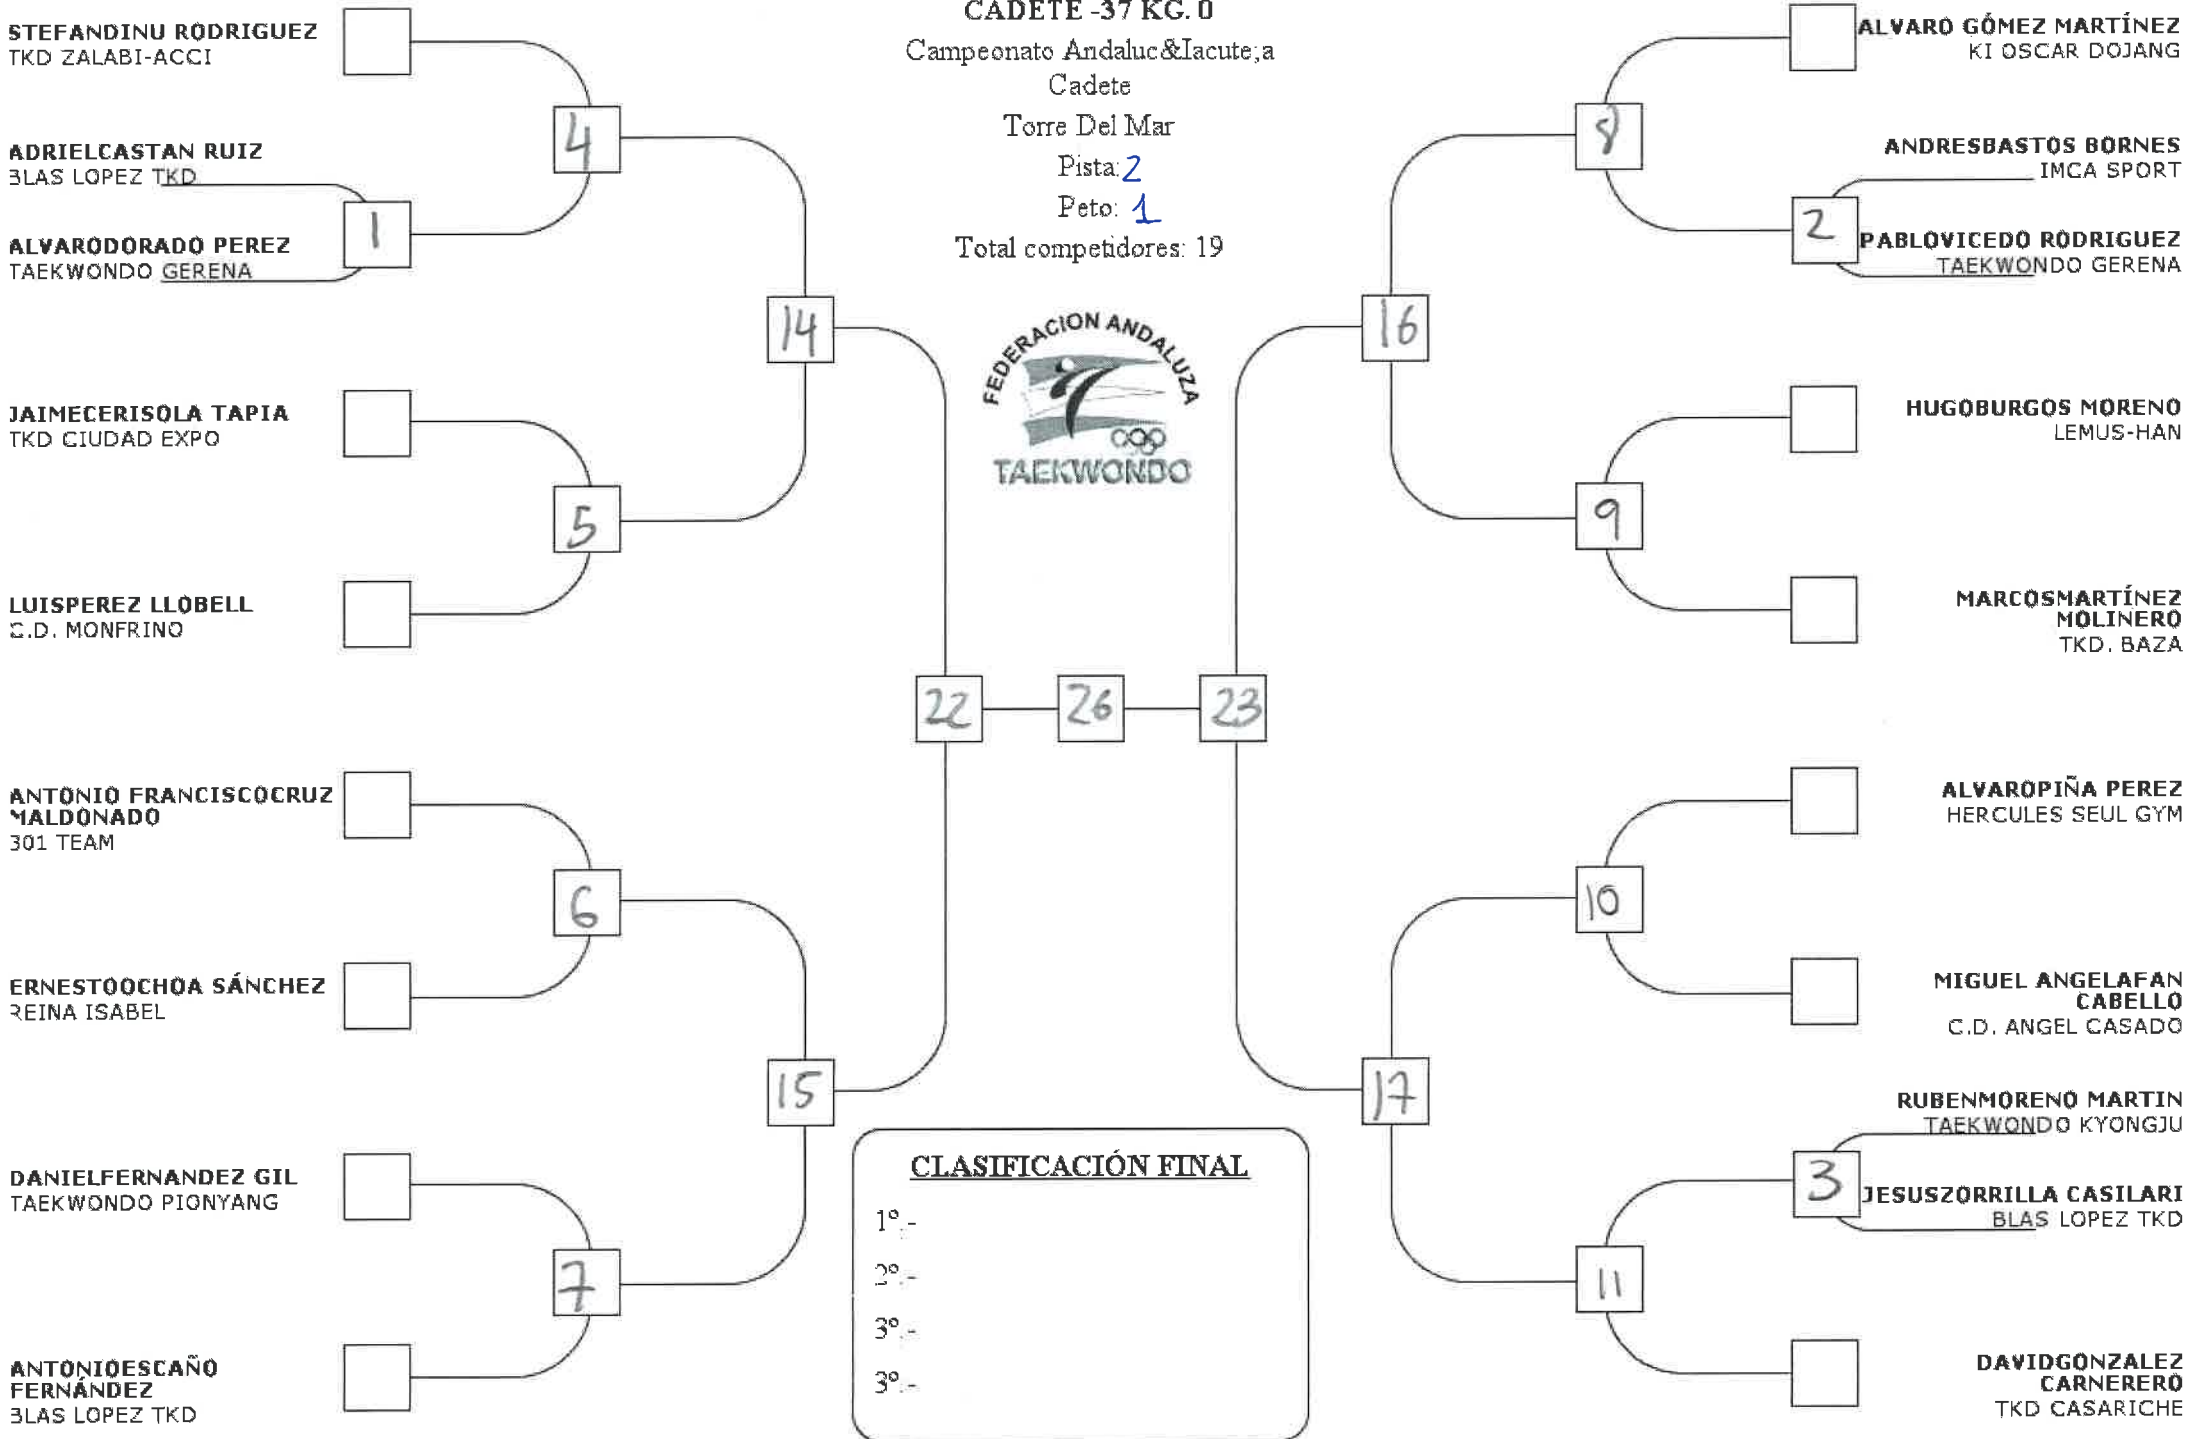 CADETE -37 KG. 0
Campeonato Andaluc&Iacute;a
Cadete
Torre Del Mar
Pista: 2
Peto: 1
Total competidores: 19
FEDERACION ANDALUZA
TAEKWONDO
STEFANDINU RODRIGUEZ
TKD ZALABI-ACCI
4
ADRIELCASTAN RUIZ
BLAS LOPEZ TKD
1
ALVARODORADO PEREZ
TAEKWONDO GERENA
14
JAIMECERISOLA TAPIA
TKD CIUDAD EXPO
5
LUISPEREZ LLOBELL
C.D. MONFRINO
22
26
23
ANTONIO FRANCISCOCRUZ
MALDONADO
301 TEAM
6
ERNESTOOCHOA SÁNCHEZ
REINA ISABEL
15
DANIELFERNANDEZ GIL
TAEKWONDO PIONYANG
7
ANTONIOESCAÑO
FERNÁNDEZ
BLAS LOPEZ TKD
ALVARO GÓMEZ MARTÍNEZ
KI OSCAR DOJANG
8
ANDRESBASTOS BORNES
IMCA SPORT
2
PABLOVICEDO RODRIGUEZ
TAEKWONDO GERENA
16
HUGOBURGOS MORENO
LEMUS-HAN
9
MARCOSMARTÍNEZ
MOLINERO
TKD. BAZA
ALVAROPIÑA PEREZ
HERCULES SEUL GYM
10
MIGUEL ANGELAFAN
CABELLO
C.D. ANGEL CASADO
17
RUBENMORENO MARTIN
TAEKWONDO KYONGJU
3
JESUSZORRILLA CASILARI
BLAS LOPEZ TKD
11
DAVIDGONZALEZ
CARNERERO
TKD CASARICHE
CLASIFICACIÓN FINAL
1º.-
2º.-
3º.-
3º.-